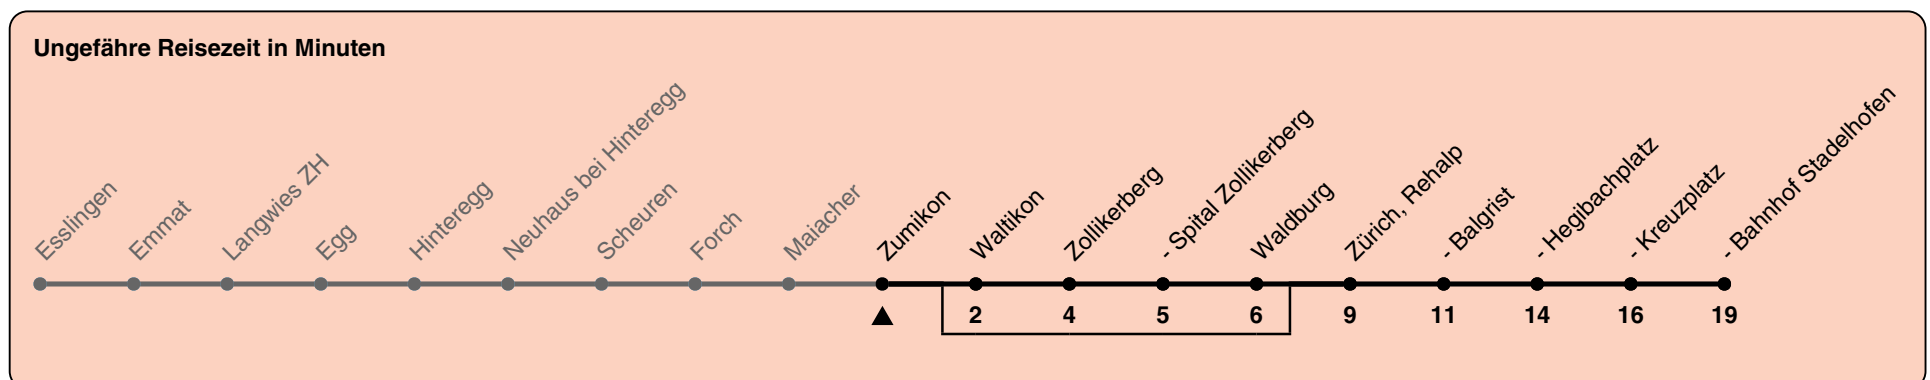 Ungefähre Reisezeit in Minuten
Esslingen
Emmat
Langwies ZH
Egg
Hinteregg
Neuhaus bei Hinteregg
Scheuren
Forch
Maiacher
Zumikon
Waltikon
Zollikerberg
- Spital Zollikerberg
Waldburg
Zürich, Rehalp
- Balgrist
- Hegibachplatz
- Kreuzplatz
- Bahnhof Stadelhofen
2 4 5 6 9 11 14 16 19